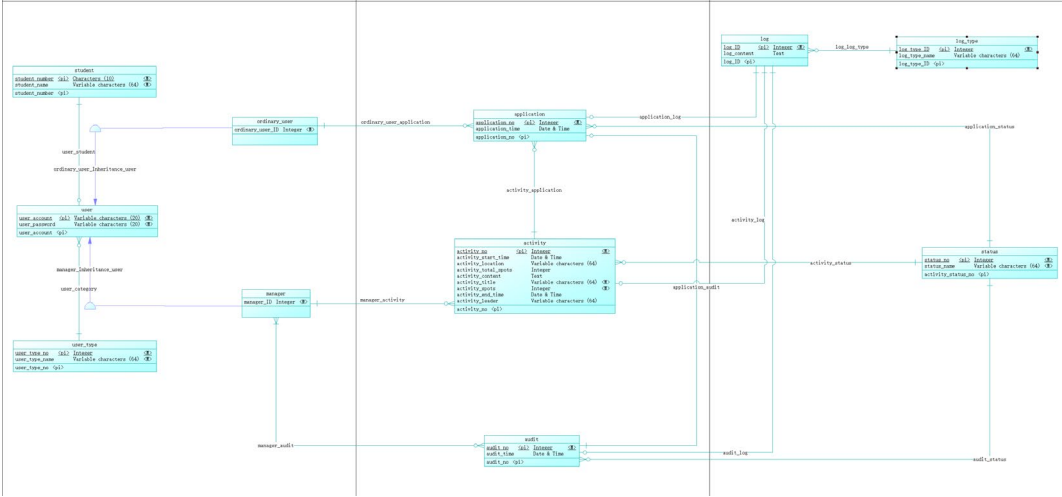 log
log_ID <pi> Integer <M>
log_content Text
log_ID <pi>
log_log_type
log_type
log_type_ID <pi> Integer <M>
log_type_name Variable characters (64)
log_type_ID <pi>
student
student_number <pi> Characters (10) <M>
student_name Variable characters (64) <M>
student_number <pi>
ordinary_user
ordinary_user_ID Integer <M>
ordinary_user_application
application
application_no <pi> Integer <M>
application_time Date & Time
application_no <pi>
application_log
application_status
user_student
ordinary_user_Inheritance_user
activity_application
user
user_account <pi> Variable characters (20) <M>
user_password Variable characters (20) <M>
user_account <pi>
activity_log
activity
activity_no <pi> Integer <M>
activity_start_time Date & Time
activity_location Variable characters (64)
activity_total_spots Integer
activity_content Text
activity_title Variable characters (64) <M>
activity_spots Integer <M>
activity_end_time Date & Time
activity_leader Variable characters (64)
activity_no <pi>
activity_status
status
status_no <pi> Integer <M>
status_name Variable characters (64) <M>
activity_status_no <pi>
manager_Inheritance_user
user_category
manager
manager_ID Integer <M>
manager_activity
application_audit
user_type
user_type_no <pi> Integer <M>
user_type_name Variable characters (64) <M>
user_type_no <pi>
manager_audit
audit
audit_no <pi> Integer <M>
audit_time Date & Time
audit_no <pi>
audit_log
audit_status